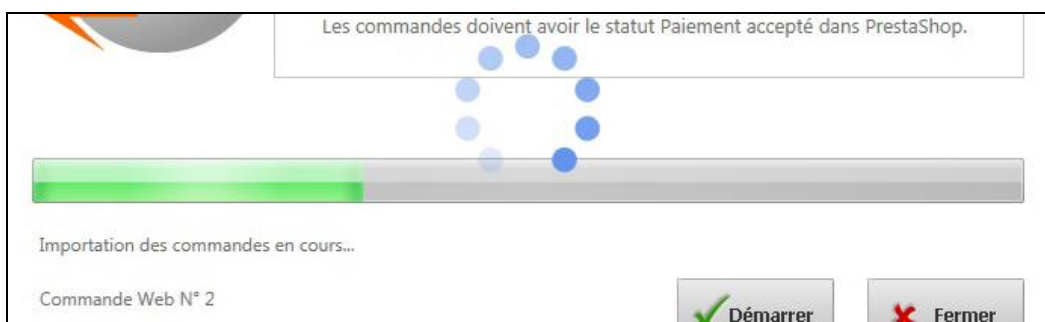 Les commandes doivent avoir le statut Paiement accepté dans PrestaShop.
Importation des commandes en cours...
Commande Web N° 2
Démarrer
Fermer